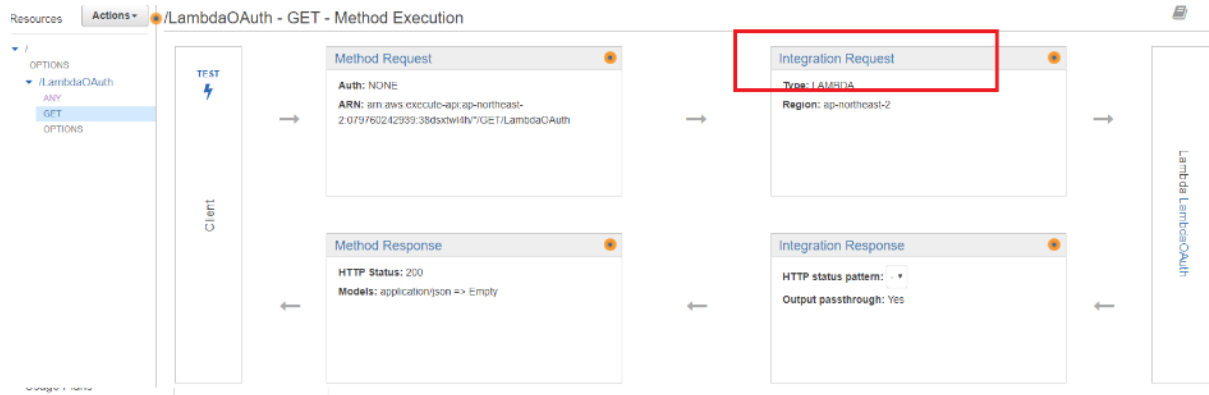 Resources
Actions
/LambdaOAuth - GET - Method Execution
/
OPTIONS
/LambdaOAuth
ANY
GET
OPTIONS
TEST
Client
Method Request
Auth: NONE
ARN: arn:aws:execute-api:ap-northeast-
2:079760242939:38dsxtwl4h/*/GET/LambdaOAuth
Integration Request
Type: LAMBDA
Region: ap-northeast-2
Lambda LambdaOAuth
Method Response
HTTP Status: 200
Models: application/json => Empty
Integration Response
HTTP status pattern: -
Output passthrough: Yes
Usage Plans